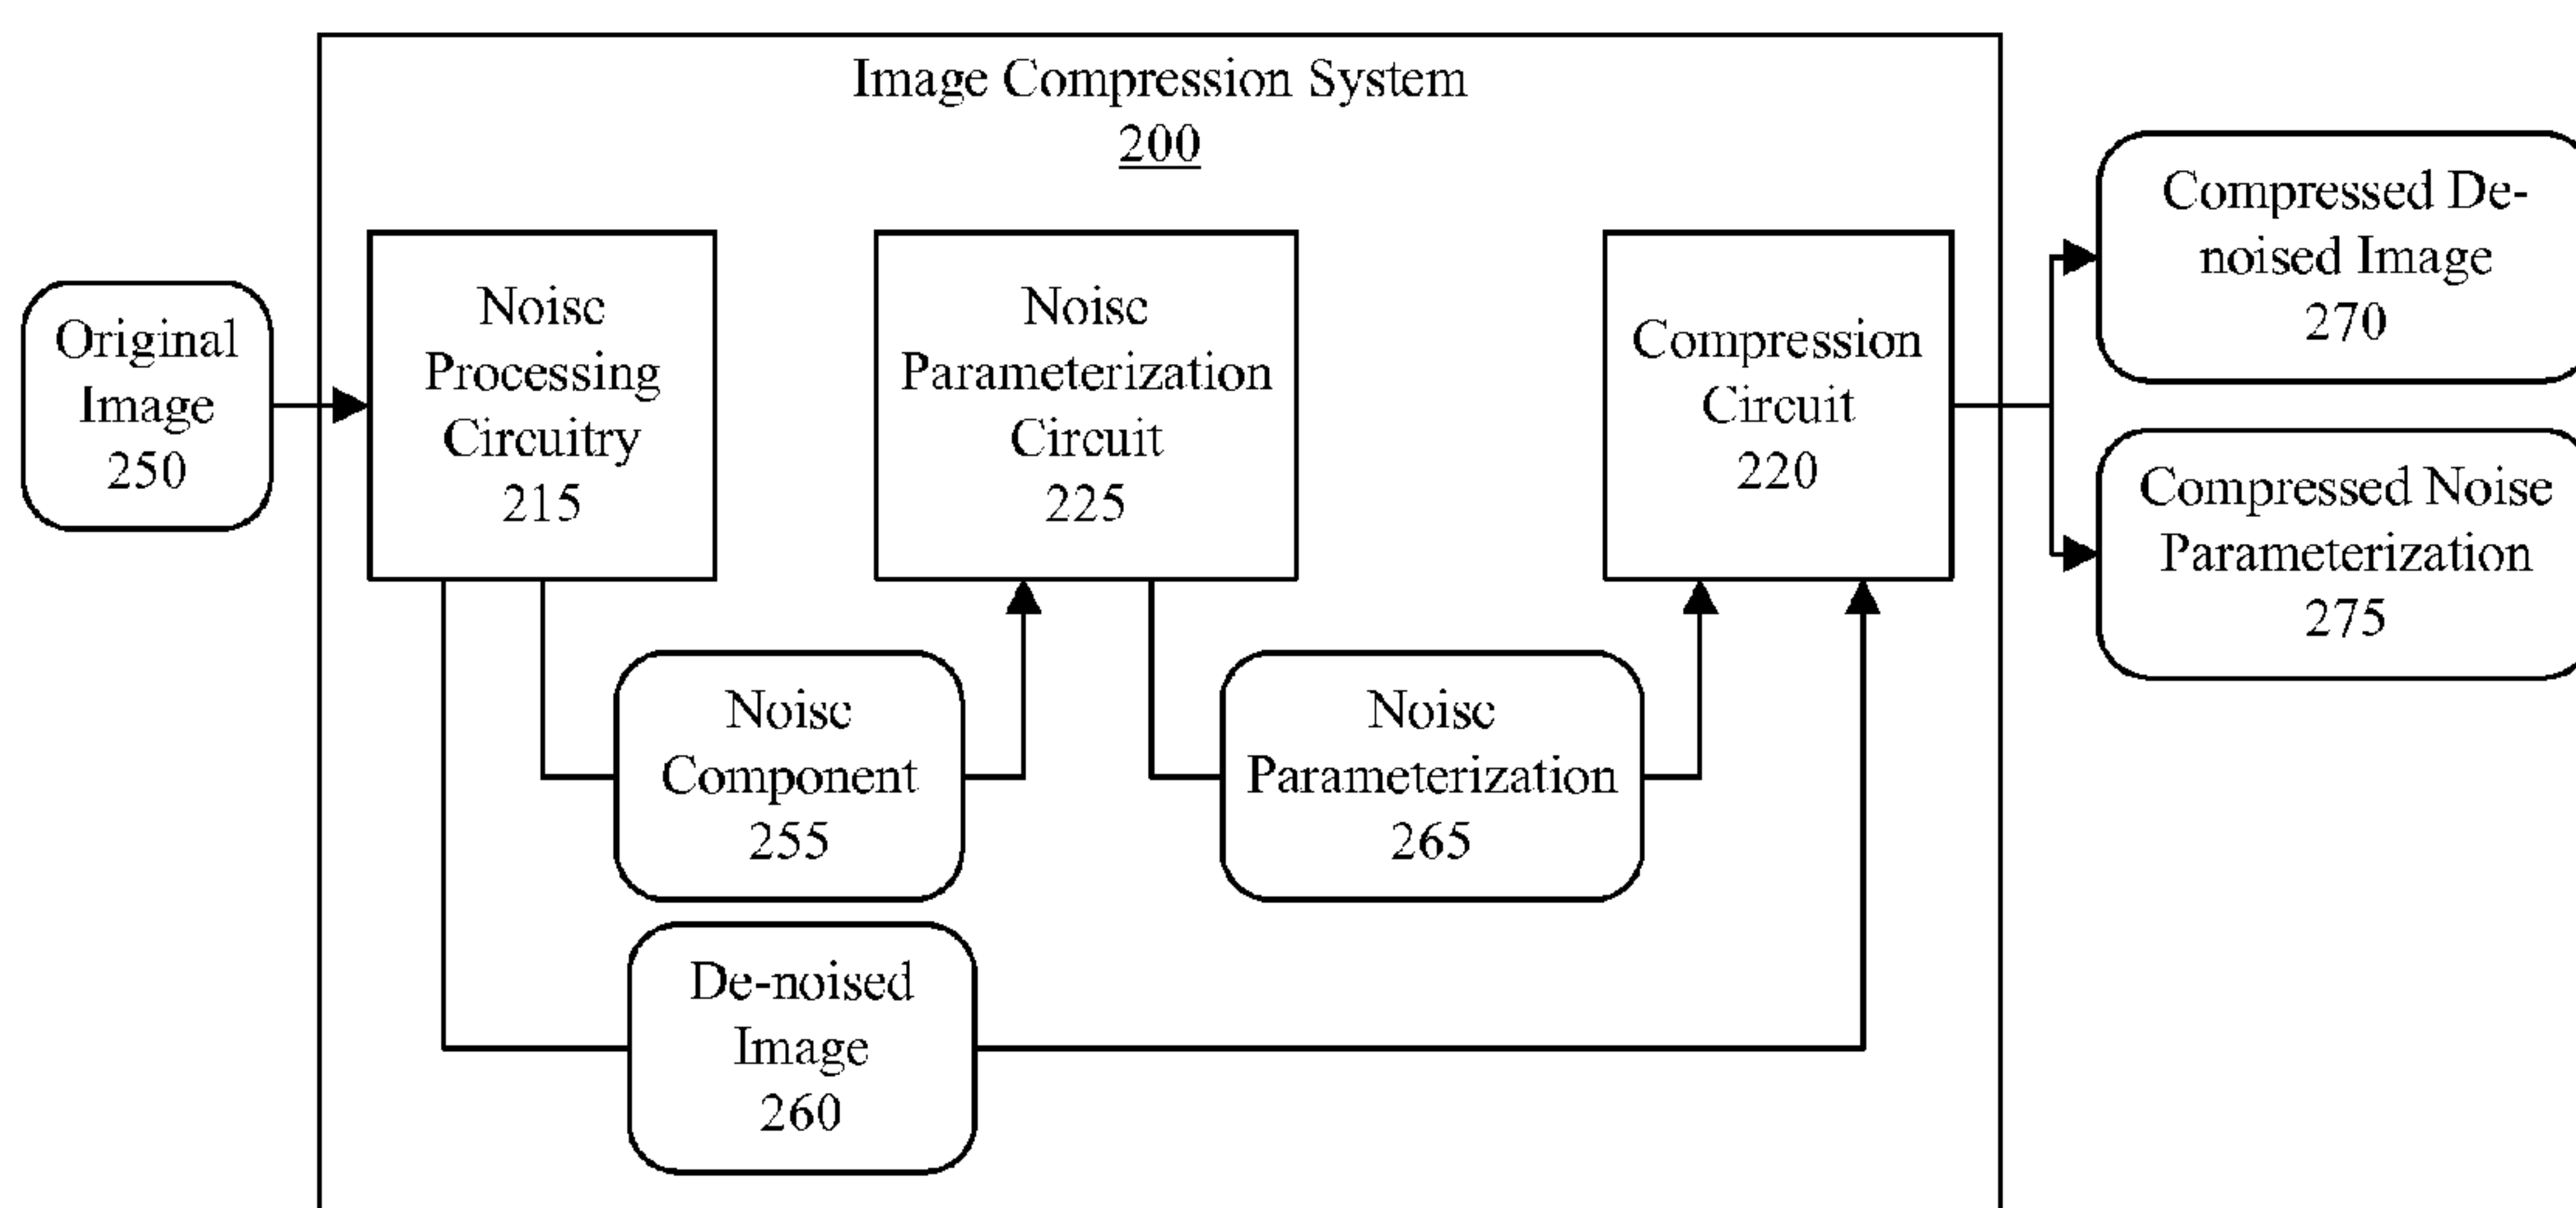 Image Compression System
200
Original
Image
250
Noise
Processing
Circuitry
215
Noise
Parameterization
Circuit
225
Compression
Circuit
220
Compressed De-
noised Image
270
Compressed Noise
Parameterization
275
Noise
Component
255
Noise
Parameterization
265
De-noised
Image
260